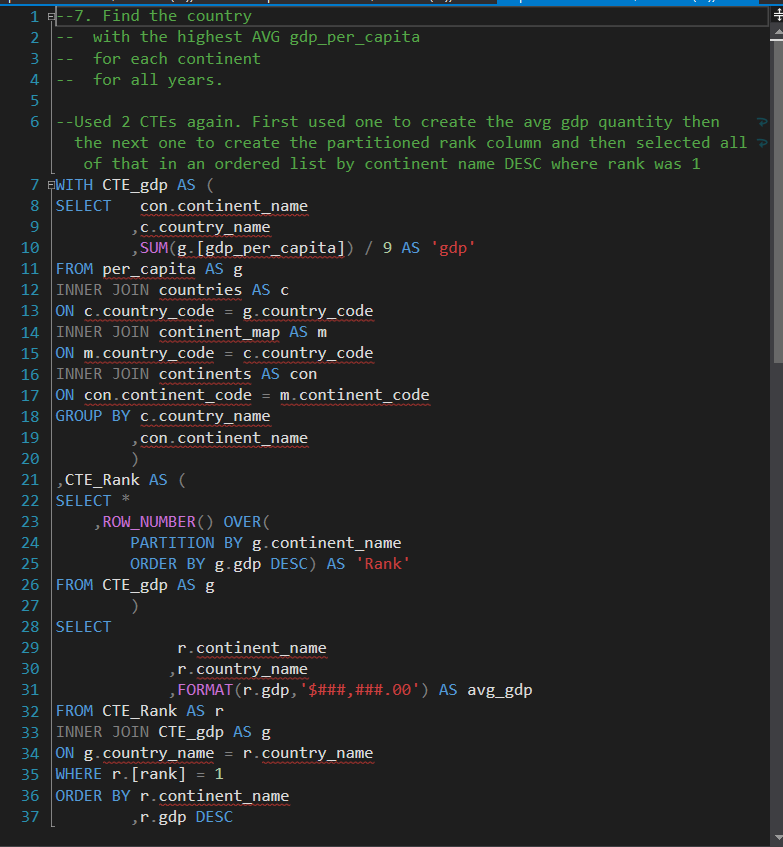 1 --7. Find the country
2 --  with the highest AVG gdp_per_capita
3 --  for each continent
4 --  for all years.
5
6 --Used 2 CTEs again. First used one to create the avg gdp quantity then
the next one to create the partitioned rank column and then selected all
of that in an ordered list by continent name DESC where rank was 1
7 WITH CTE_gdp AS (
8 SELECT   con.continent_name
9         ,c.country_name
10         ,SUM(g.[gdp_per_capita]) / 9 AS 'gdp'
11 FROM per_capita AS g
12 INNER JOIN countries AS c
13 ON c.country_code = g.country_code
14 INNER JOIN continent_map AS m
15 ON m.country_code = c.country_code
16 INNER JOIN continents AS con
17 ON con.continent_code = m.continent_code
18 GROUP BY c.country_name
19         ,con.continent_name
20         )
21 ,CTE_Rank AS (
22 SELECT *
23     ,ROW_NUMBER() OVER(
24         PARTITION BY g.continent_name
25         ORDER BY g.gdp DESC) AS 'Rank'
26 FROM CTE_gdp AS g
27         )
28 SELECT
29              r.continent_name
30             ,r.country_name
31             ,FORMAT(r.gdp,'$###,###.00') AS avg_gdp
32 FROM CTE_Rank AS r
33 INNER JOIN CTE_gdp AS g
34 ON g.country_name = r.country_name
35 WHERE r.[rank] = 1
36 ORDER BY r.continent_name
37         ,r.gdp DESC